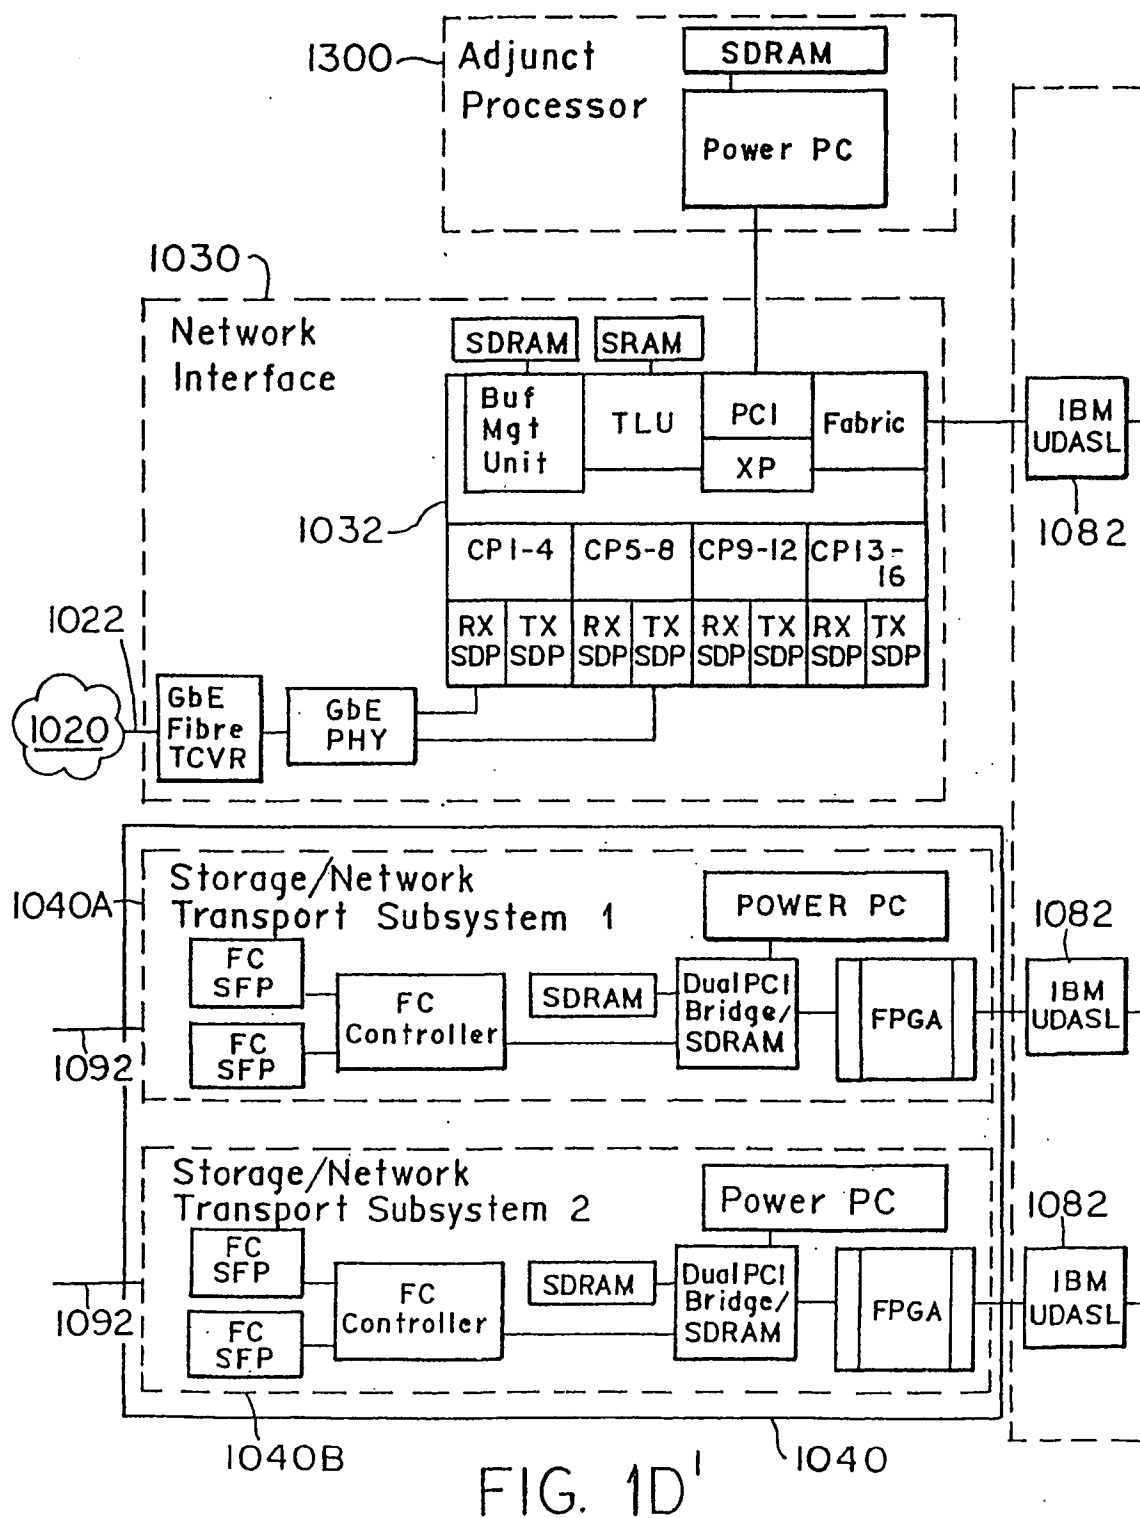 1300
Adjunct
Processor
SDRAM
Power PC
1030
Network
Interface
SDRAM
SRAM
Buf
Mgt
Unit
TLU
PCI
XP
Fabric
IBM
UDASL
1082
1032
CP1-4
CP5-8
CP9-12
CP13-
16
RX
SDP
TX
SDP
RX
SDP
TX
SDP
RX
SDP
TX
SDP
RX
SDP
TX
SDP
1022
1020
GbE
Fibre
TCVR
GbE
PHY
1040A
Storage/Network
Transport Subsystem 1
POWER PC
1082
FC
SFP
FC
SFP
FC
Controller
SDRAM
Dual PCI
Bridge/
SDRAM
FPGA
IBM
UDASL
1092
Storage/Network
Transport Subsystem 2
Power PC
1082
FC
SFP
FC
SFP
FC
Controller
SDRAM
Dual PCI
Bridge/
SDRAM
FPGA
IBM
UDASL
1092
1040B
1040
FIG. 1D'